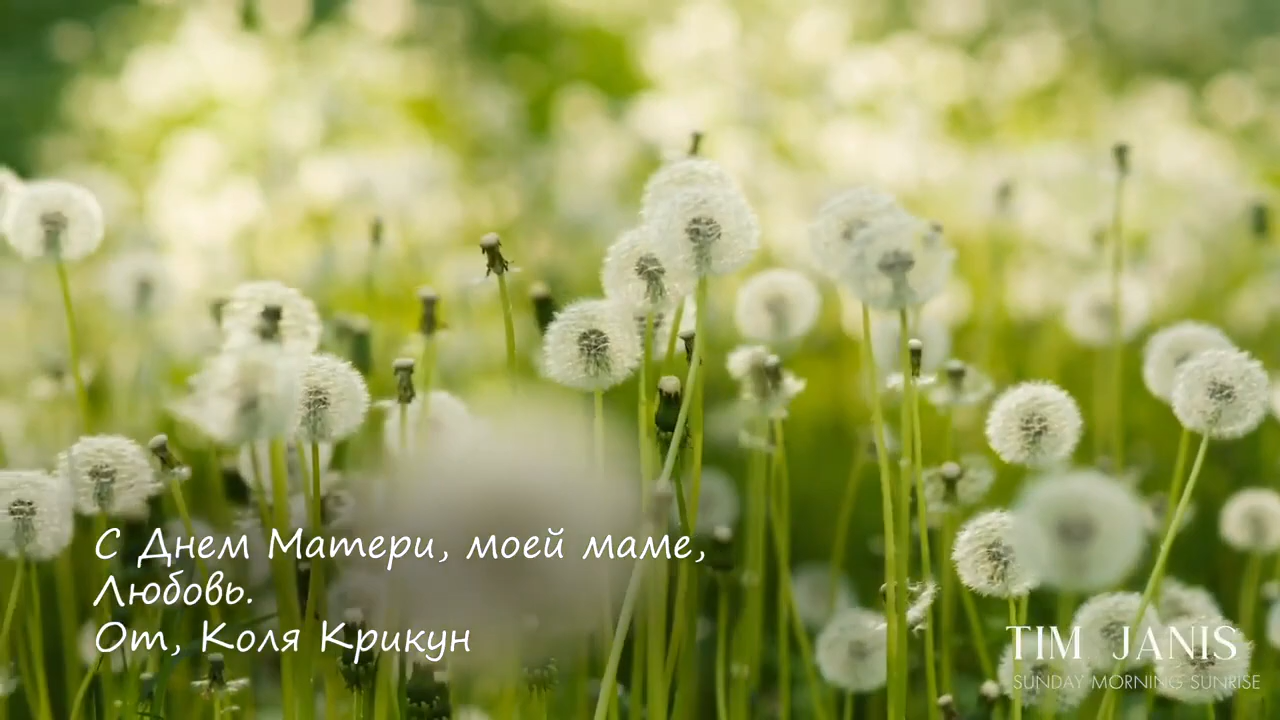 С Днем Матери, моей маме,
Любовь.
От, Коля Крикун
TIM JANIS
SUNDAY MORNING SUNRISE